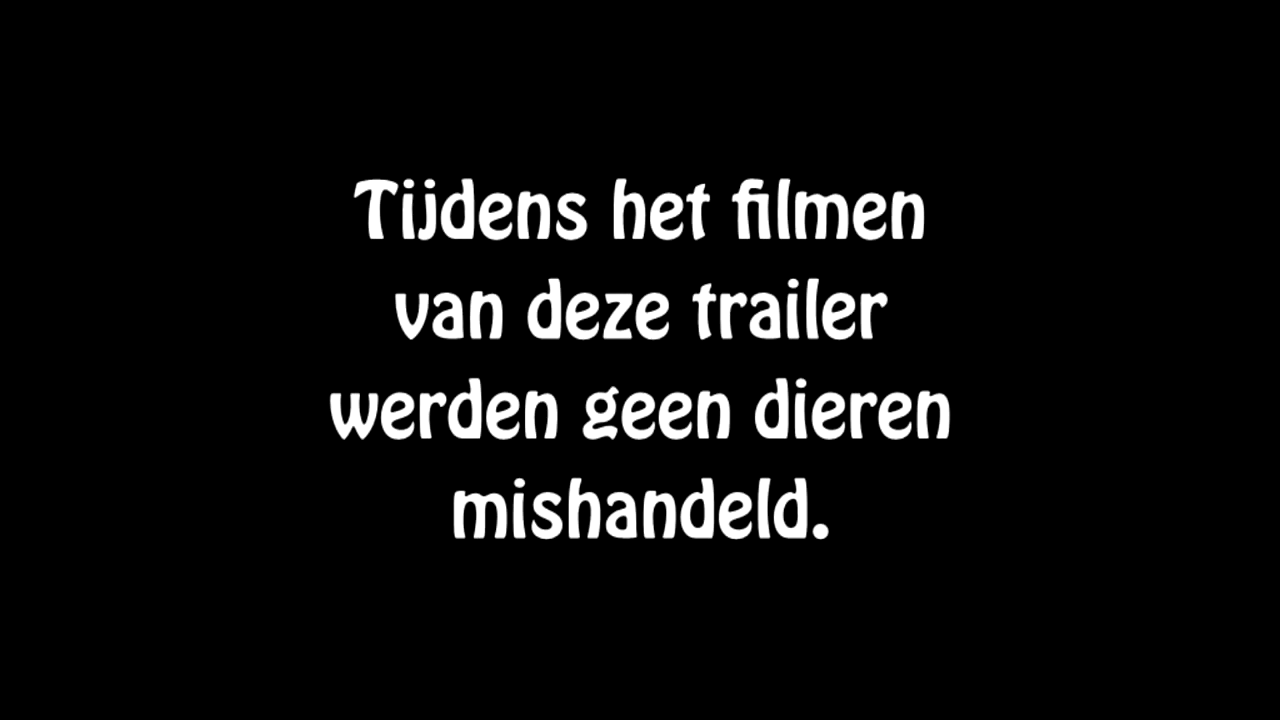 Tijdens het filmen
van deze trailer
werden geen dieren
mishandeld.